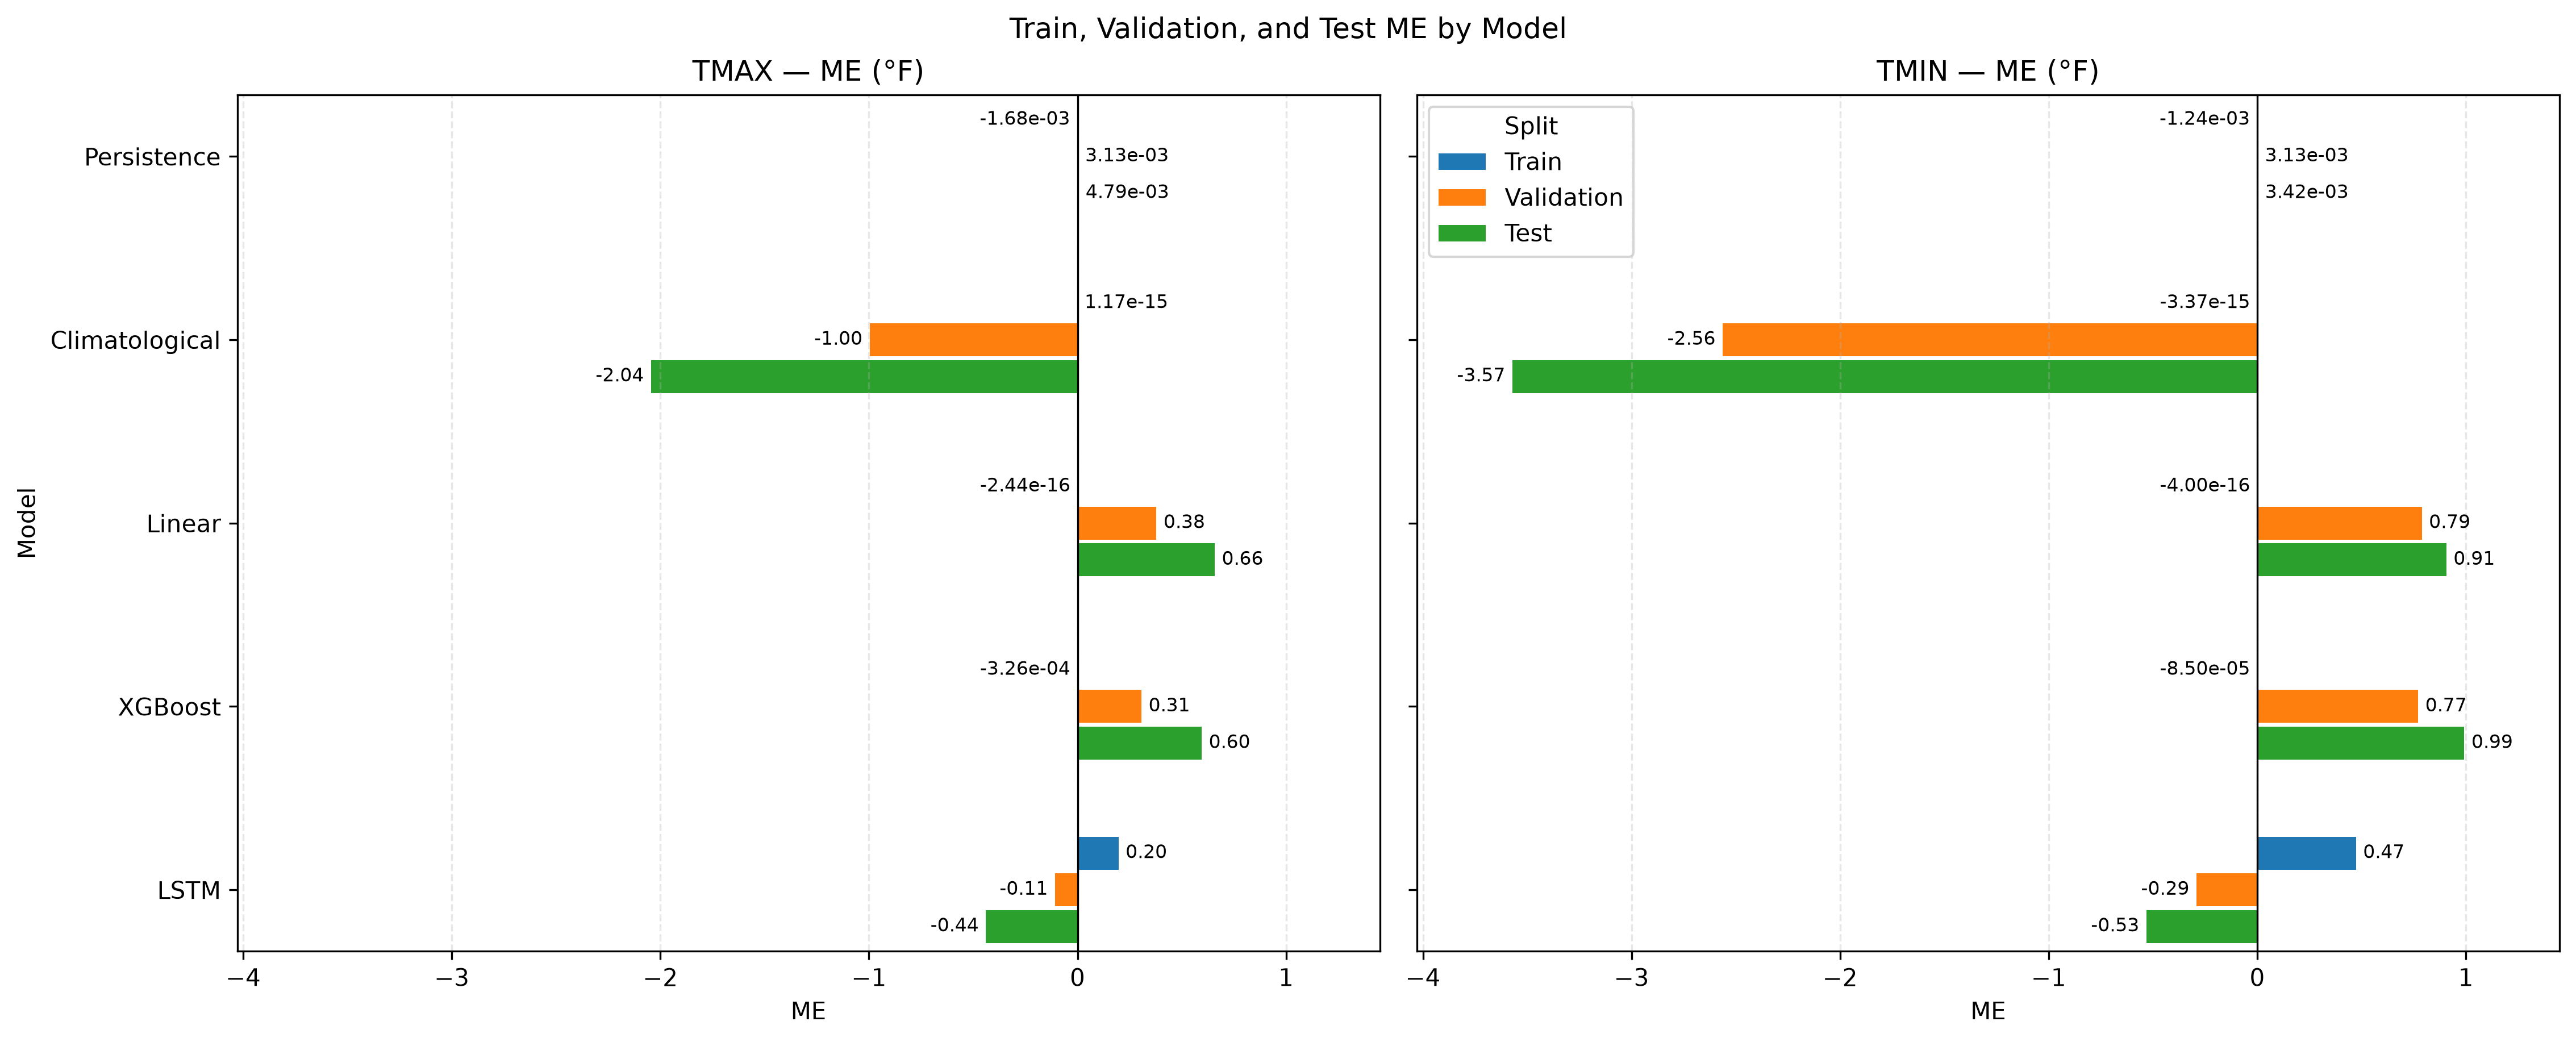 Train, Validation, and Test ME by Model
TMAX — ME (°F)
Model
Persistence
Climatological
Linear
XGBoost
LSTM
-1.68e-03
3.13e-03
4.79e-03
1.17e-15
-1.00
-2.04
-2.44e-16
0.38
0.66
-3.26e-04
0.31
0.60
0.20
-0.11
-0.44
−4 −3 −2 −1 0 1
ME
TMIN — ME (°F)
Split
Train
Validation
Test
-1.24e-03
3.13e-03
3.42e-03
-3.37e-15
-2.56
-3.57
-4.00e-16
0.79
0.91
-8.50e-05
0.77
0.99
0.47
-0.29
-0.53
−4 −3 −2 −1 0 1
ME